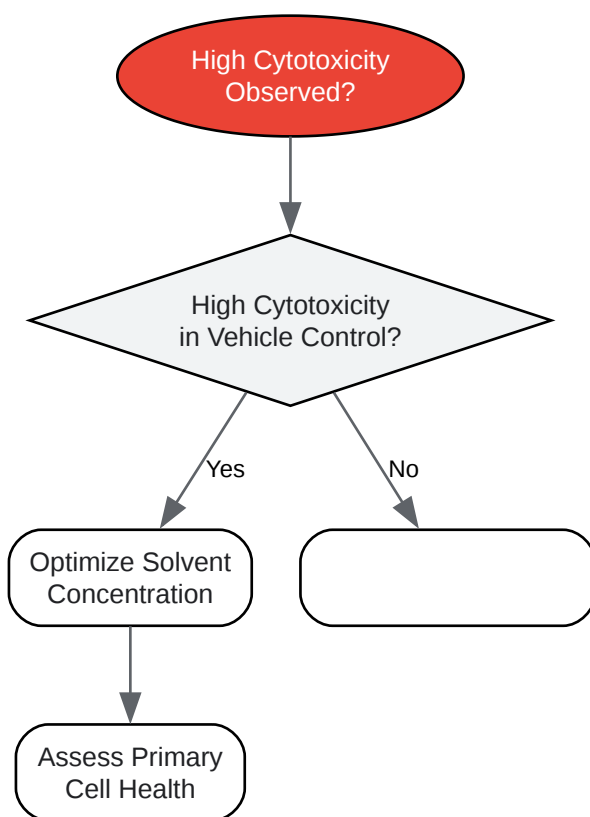 High Cytotoxicity
Observed?
High Cytotoxicity
in Vehicle Control?
Yes
No
Optimize Solvent
Concentration
Assess Primary
Cell Health